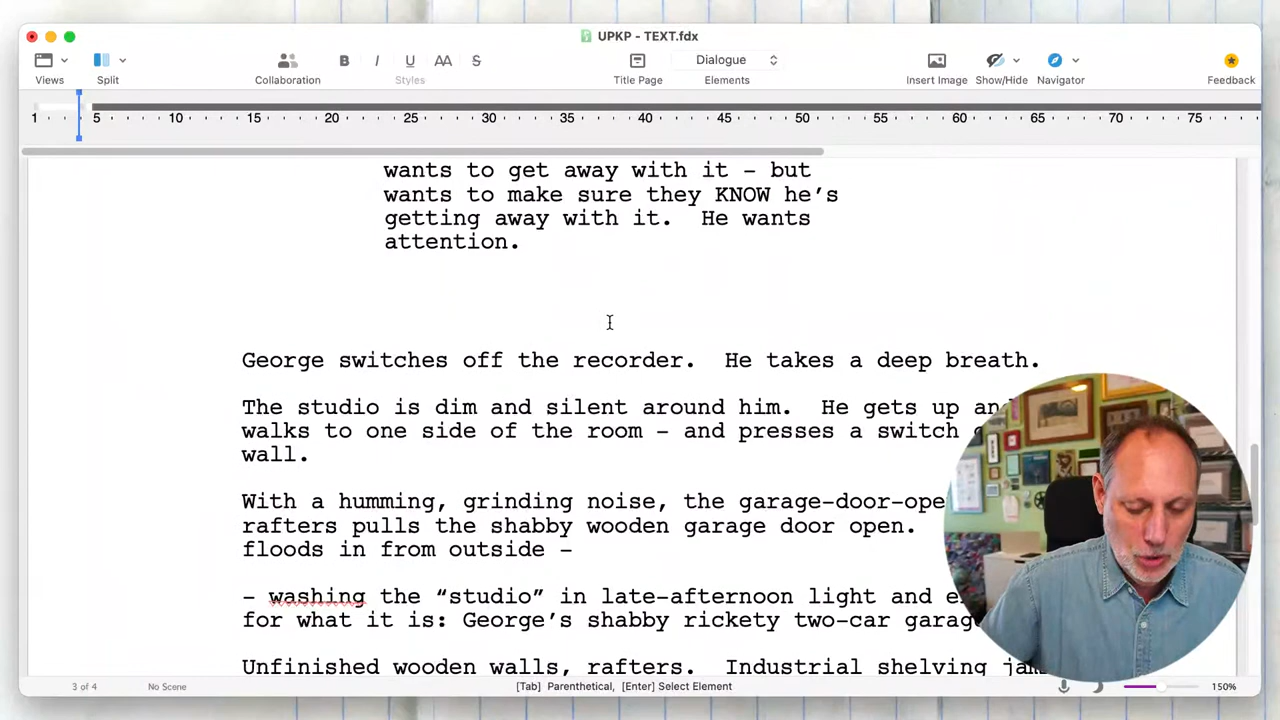 UPKP - TEXT.fdx
Dialogue
B I U AA S
Views Split Collaboration Styles Title Page Elements Insert Image Show/Hide Navigator Feedback
1 5 10 15 20 25 30 35 40 45 50 55 60 65 70 75
wants to get away with it – but
wants to make sure they KNOW he’s
getting away with it. He wants
attention.
George switches off the recorder. He takes a deep breath.
The studio is dim and silent around him. He gets up and
walks to one side of the room – and presses a switch
wall.
With a humming, grinding noise, the garage-door-ope
rafters pulls the shabby wooden garage door open.
floods in from outside –
– washing the “studio” in late-afternoon light and
for what it is: George’s shabby rickety two-car garag
Unfinished wooden walls, rafters. Industrial shelving
3 of 4 No Scene [Tab] Parenthetical, [Enter] Select Element 150%